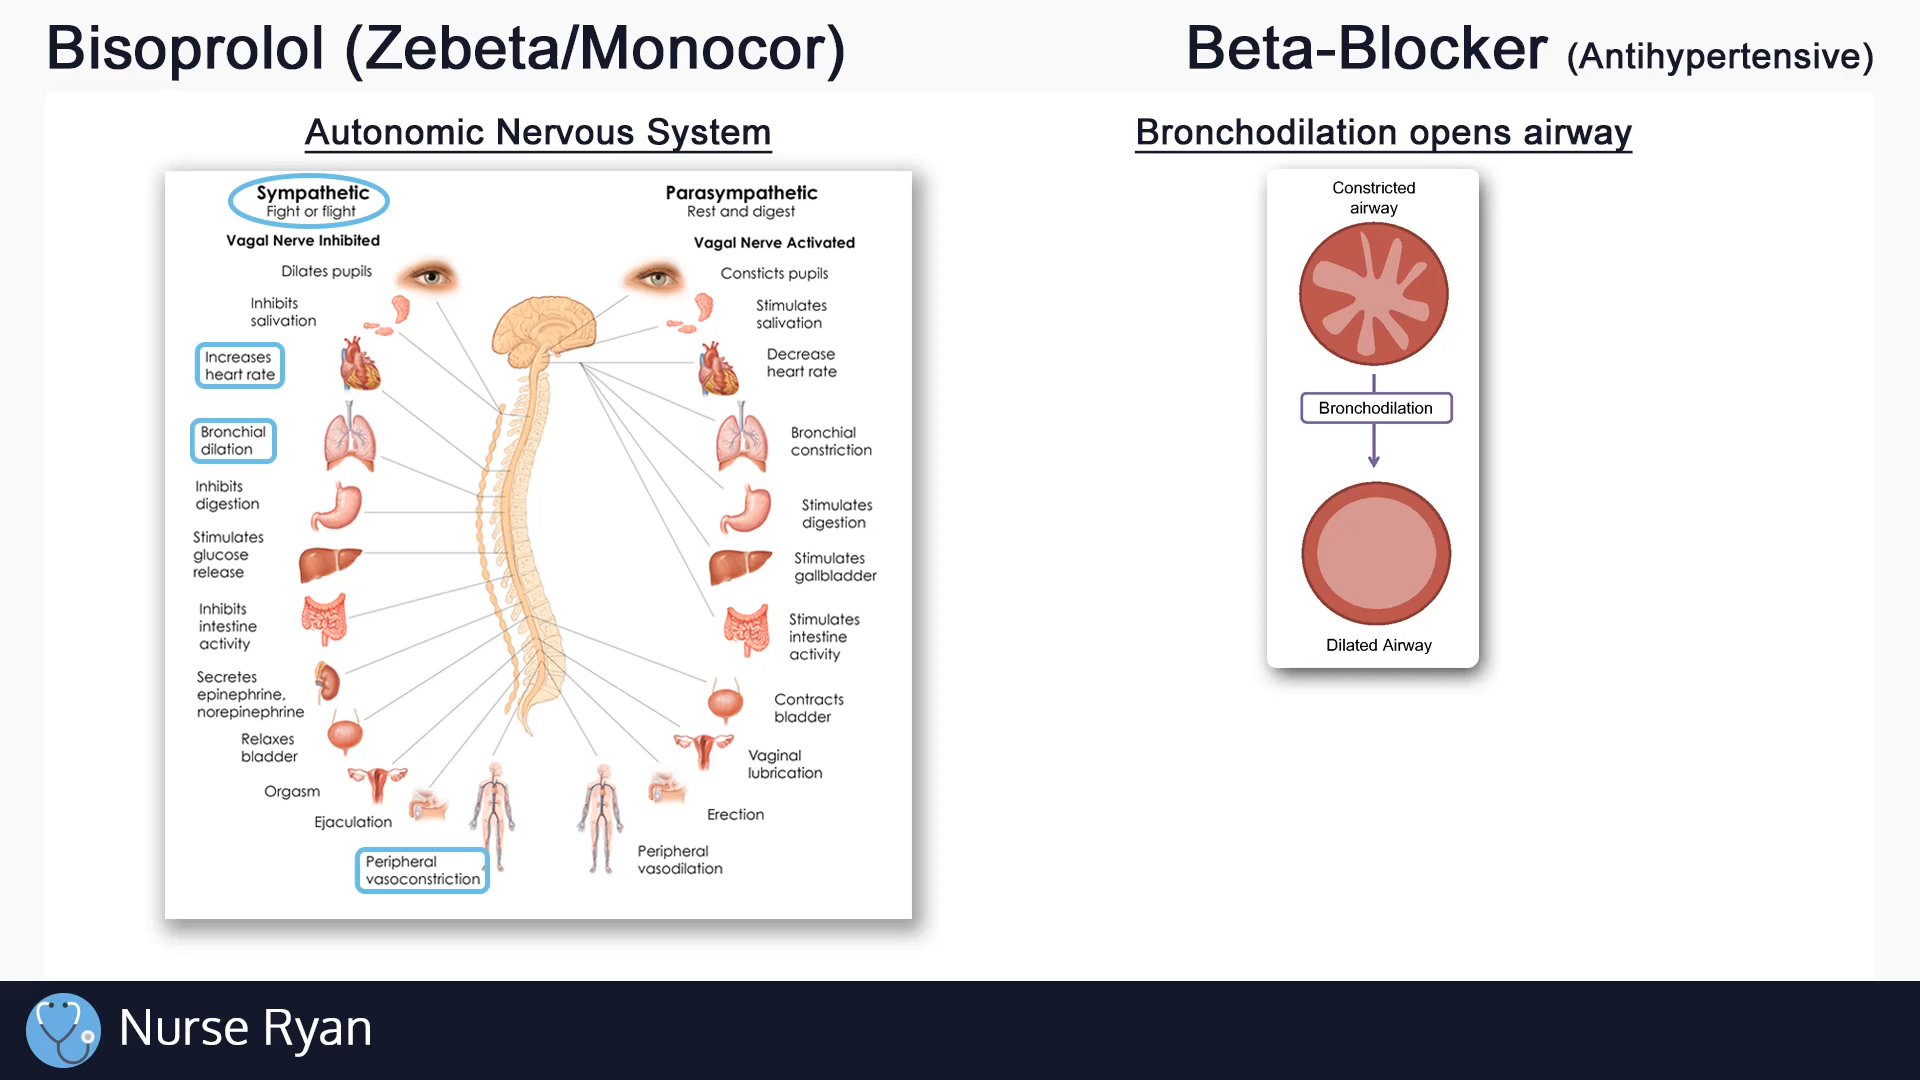 Bisoprolol (Zebeta/Monocor)
Beta-Blocker (Antihypertensive)
Autonomic Nervous System
Sympathetic
Fight or flight
Vagal Nerve Inhibited
Dilates pupils
Inhibits
salivation
Increases
heart rate
Bronchial
dilation
Inhibits
digestion
Stimulates
glucose
release
Inhibits
intestine
activity
Secretes
epinephrine,
norepinephrine
Relaxes
bladder
Orgasm
Ejaculation
Peripheral
vasoconstriction
Parasympathetic
Rest and digest
Vagal Nerve Activated
Consticts pupils
Stimulates
salivation
Decrease
heart rate
Bronchial
constriction
Stimulates
digestion
Stimulates
gallbladder
Stimulates
intestine
activity
Contracts
bladder
Vaginal
lubrication
Erection
Peripheral
vasodilation
Bronchodilation opens airway
Constricted
airway
Bronchodilation
Dilated Airway
Nurse Ryan